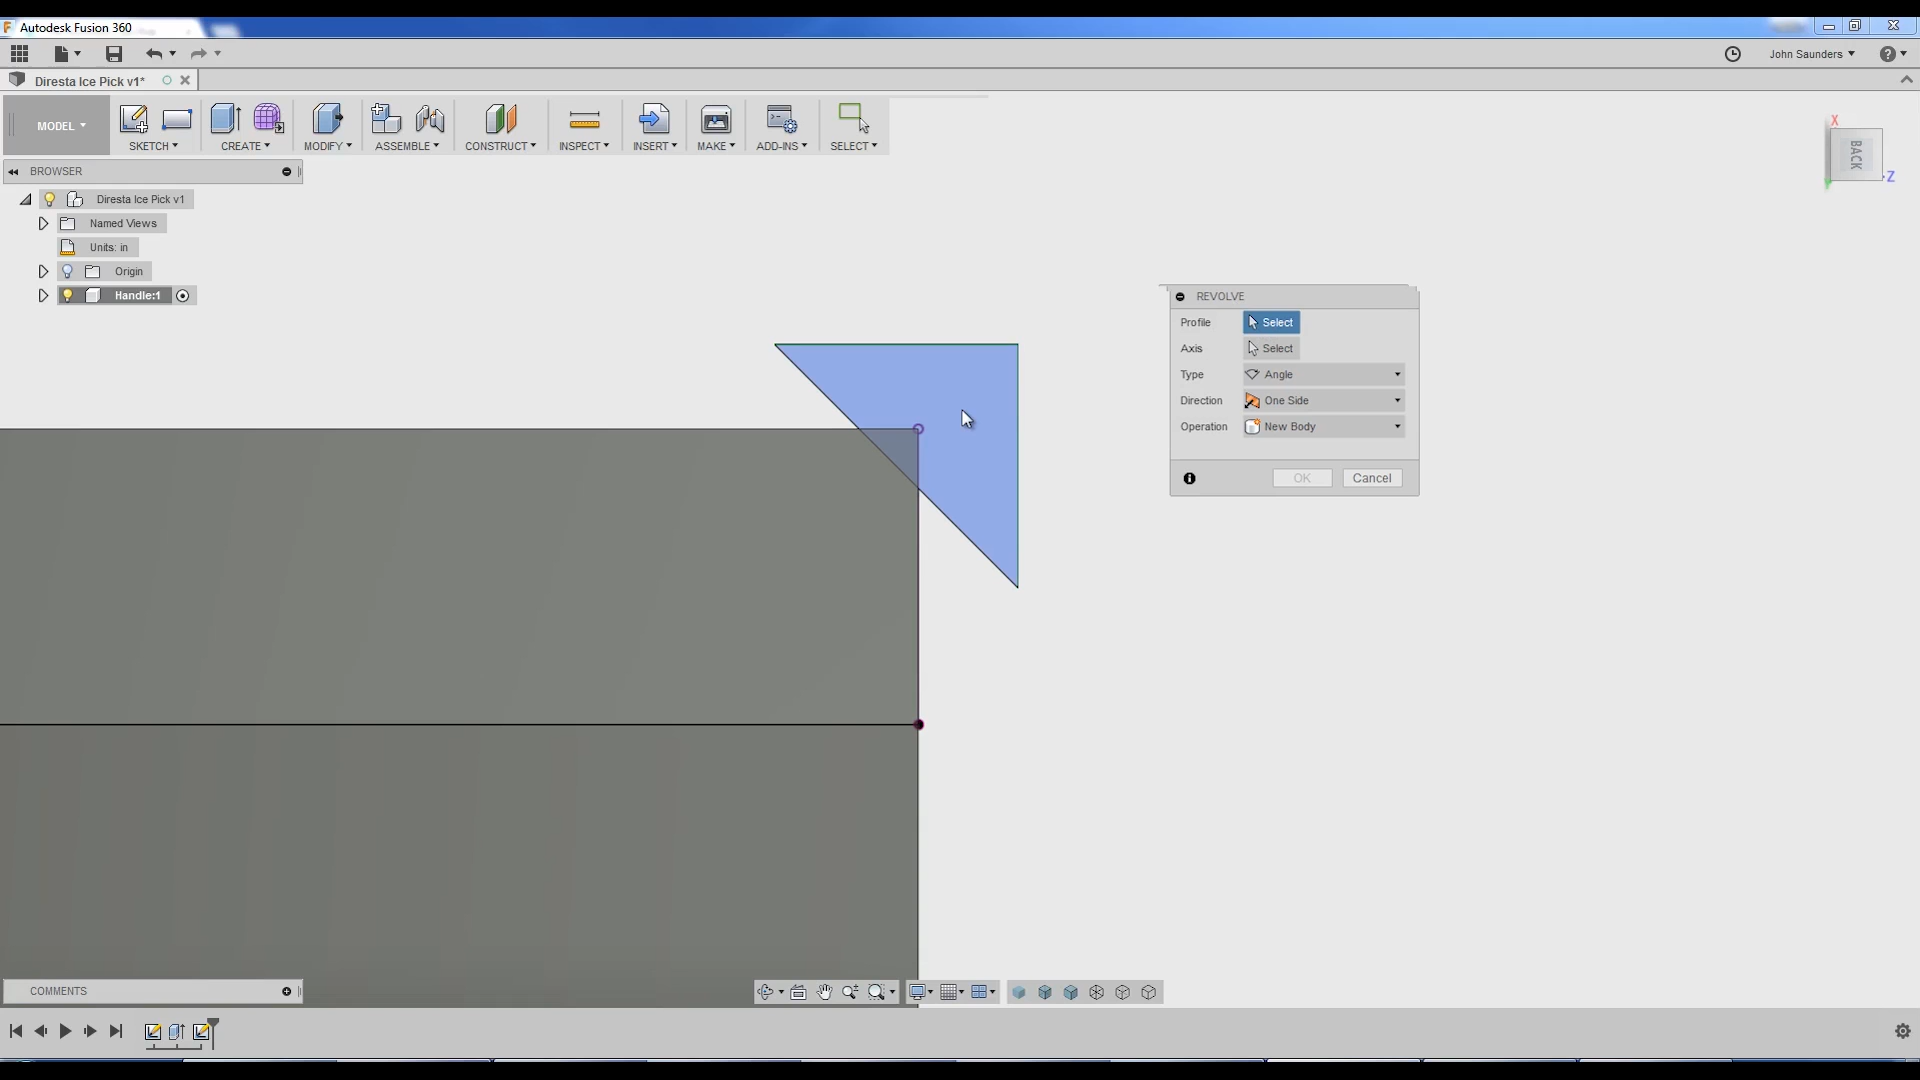 Autodesk Fusion 360
John Saunders
Diresta Ice Pick v1*
MODEL
SKETCH
CREATE
MODIFY
ASSEMBLE
CONSTRUCT
INSPECT
INSERT
MAKE
ADD-INS
SELECT
X
BACK
Z
BROWSER
Diresta Ice Pick v1
Named Views
Units: in
Origin
Handle:1
REVOLVE
Profile Select
Axis Select
Type Angle
Direction One Side
Operation New Body
OK Cancel
COMMENTS